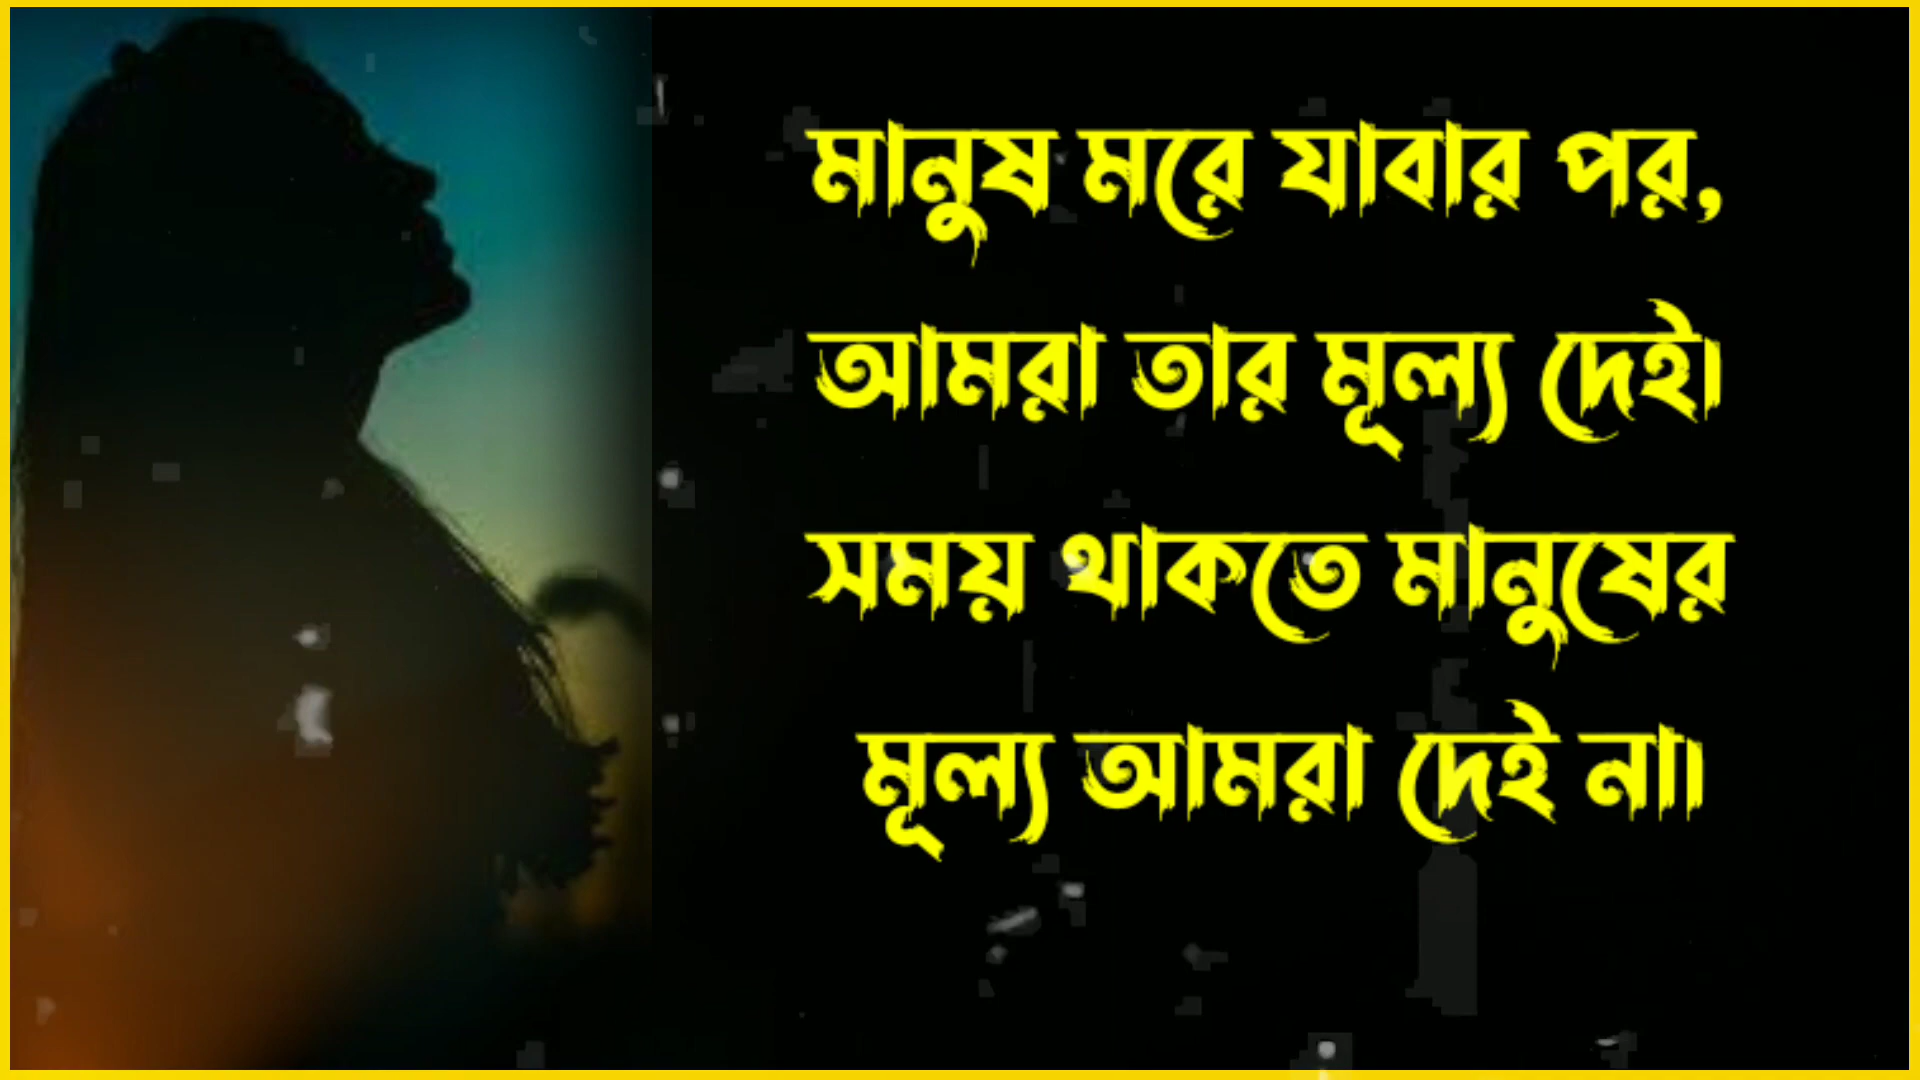 মানুষ মরে যাবার পর,
আমরা তার মূল্য দেই।
সময় থাকতে মানুষের
মূল্য আমরা দেই না।